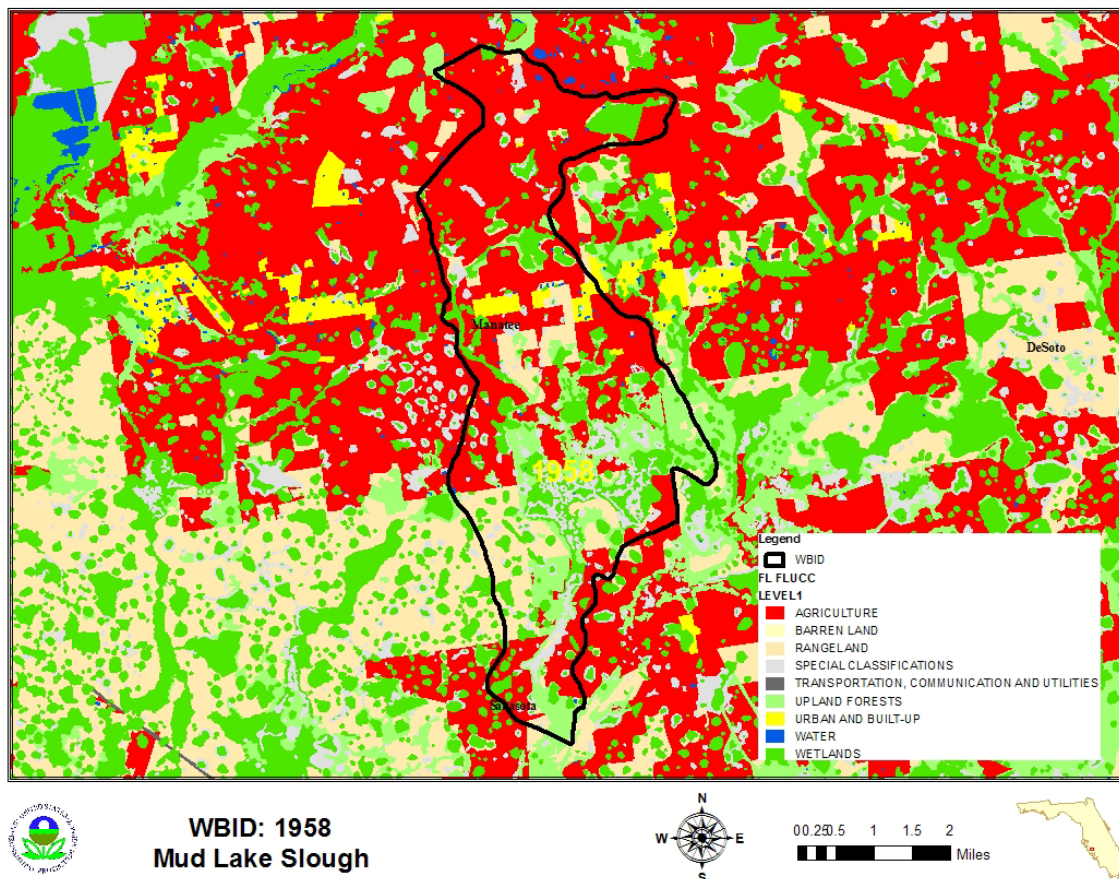 Manatee
DeSoto
1958
Sarasota
Legend
WBID
FL FLUCC
LEVEL1
AGRICULTURE
BARREN LAND
RANGELAND
SPECIAL CLASSIFICATIONS
TRANSPORTATION, COMMUNICATION AND UTILITIES
UPLAND FORESTS
URBAN AND BUILT-UP
WATER
WETLANDS
WBID: 1958
Mud Lake Slough
N
W E
S
0 0.25 0.5 1 1.5 2
Miles